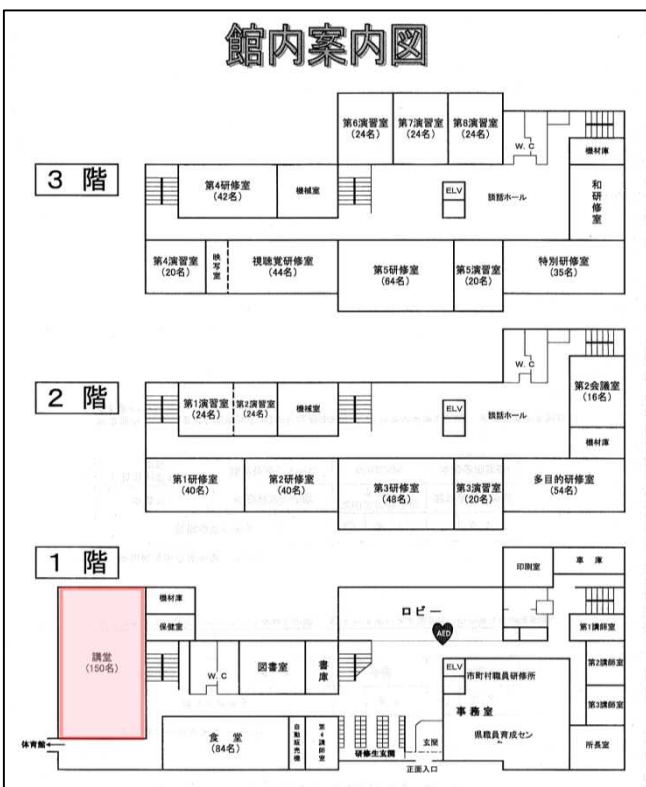 館内案内図
3 階
第6演習室
(24名)
第7演習室
(24名)
第8演習室
(24名)
W.C
機材庫
第4研修室
(42名)
機械室
ELV
談話ホール
和研修室
第4演習室
(20名)
映写室
視聴覚研修室
(44名)
第5研修室
(64名)
第5演習室
(20名)
特別研修室
(35名)
2 階
W.C
第2会議室
(16名)
第1演習室
(24名)
第2演習室
(24名)
機械室
ELV
談話ホール
機材庫
第1研修室
(40名)
第2研修室
(40名)
第3研修室
(48名)
第3演習室
(20名)
多目的研修室
(54名)
1 階
印刷室
車 庫
機材庫
ロビー
AED
保健室
第1講師室
講堂
(150名)
W.C
図書室
書庫
ELV
市町村職員研修所
第2講師室
第3講師室
事務室
県職員育成セン
ー
所長室
体育館
食 堂
(84名)
自動販売機
第4講師室
研修生玄関
玄関
正面入口